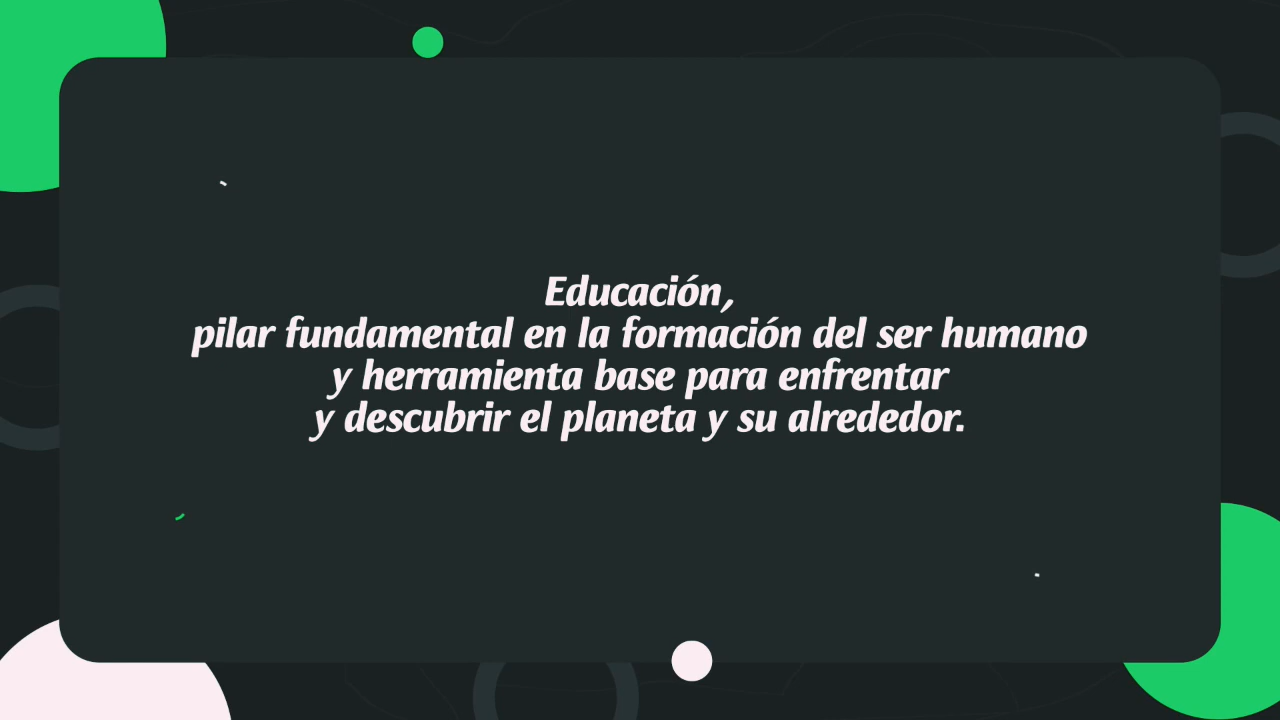 Educación,
pilar fundamental en la formación del ser humano
y herramienta base para enfrentar
y descubrir el planeta y su alrededor.